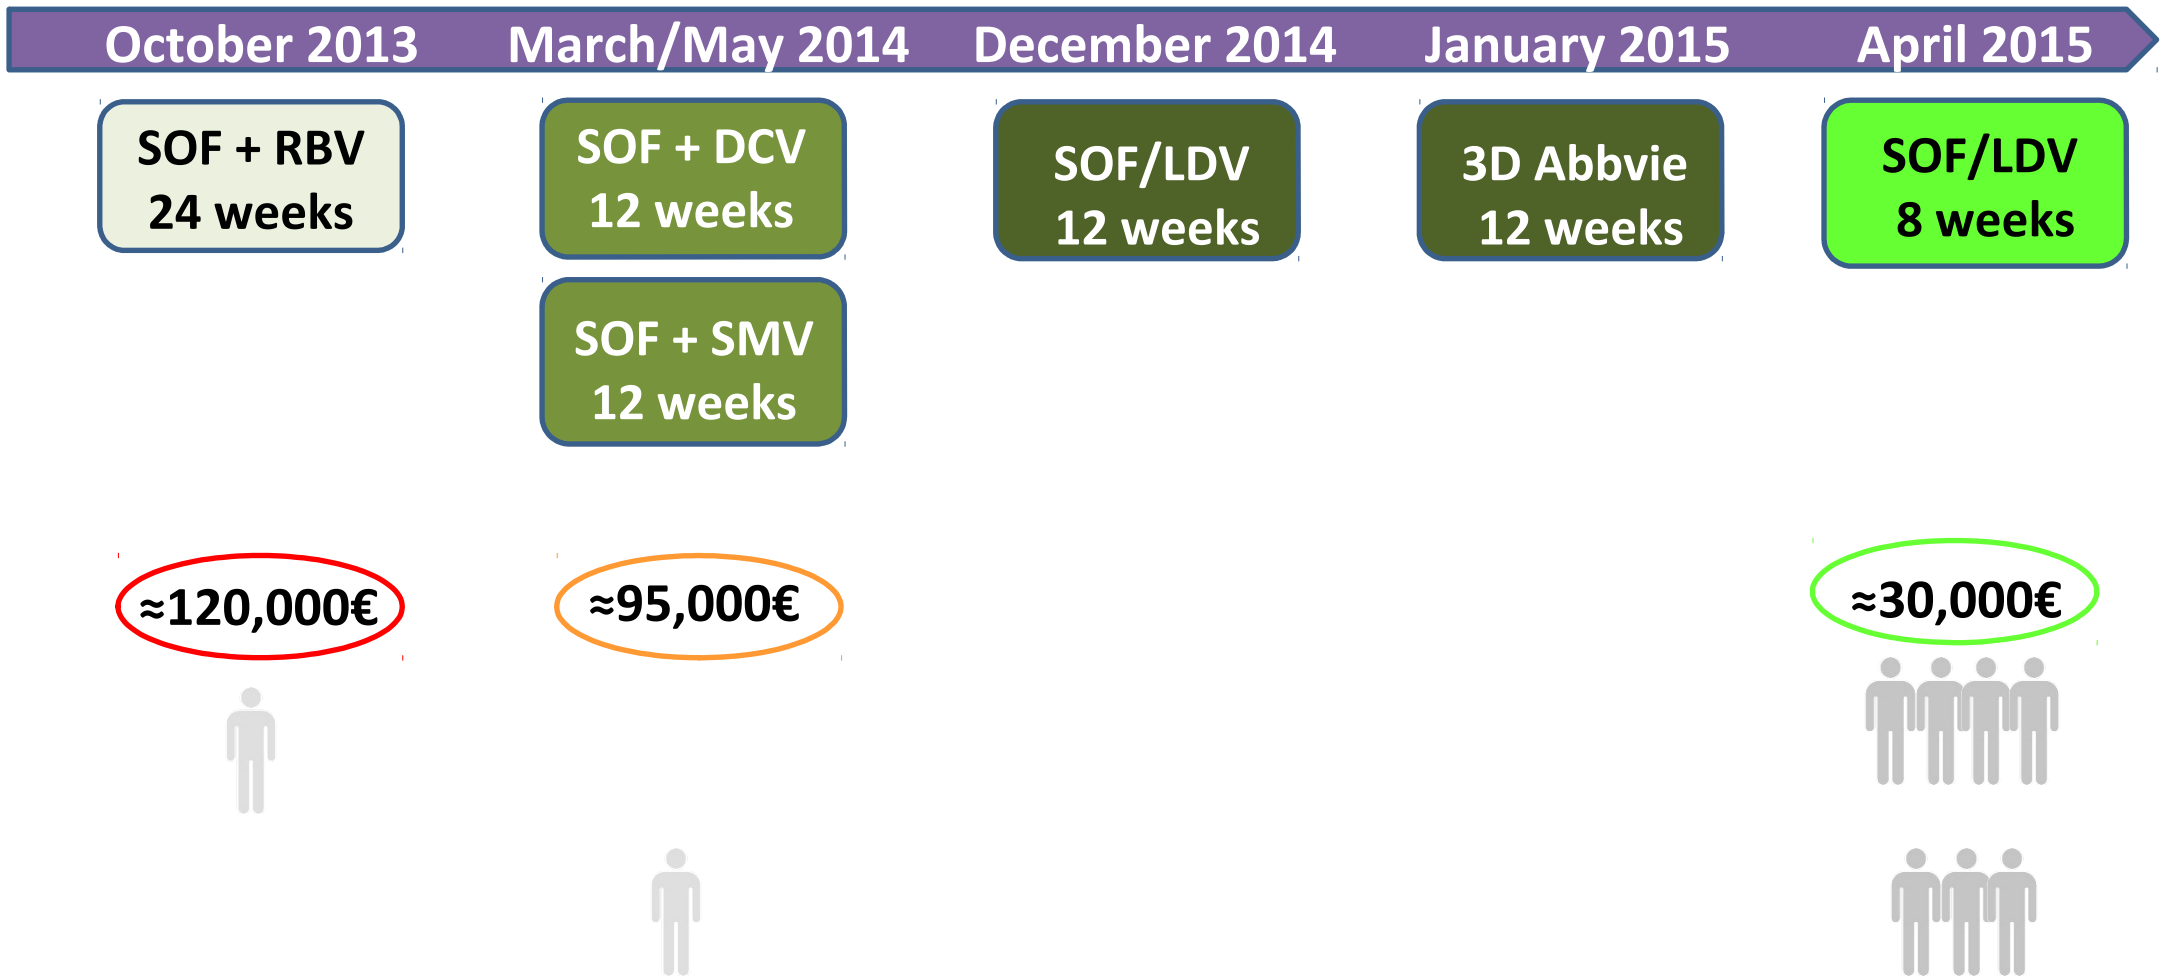 October 2013
March/May 2014
December 2014
January 2015
April 2015
SOF + RBV
24 weeks
SOF + DCV
12 weeks
SOF + SMV
12 weeks
SOF/LDV
12 weeks
3D Abbvie
12 weeks
SOF/LDV
8 weeks
≈120,000€
≈95,000€
≈30,000€